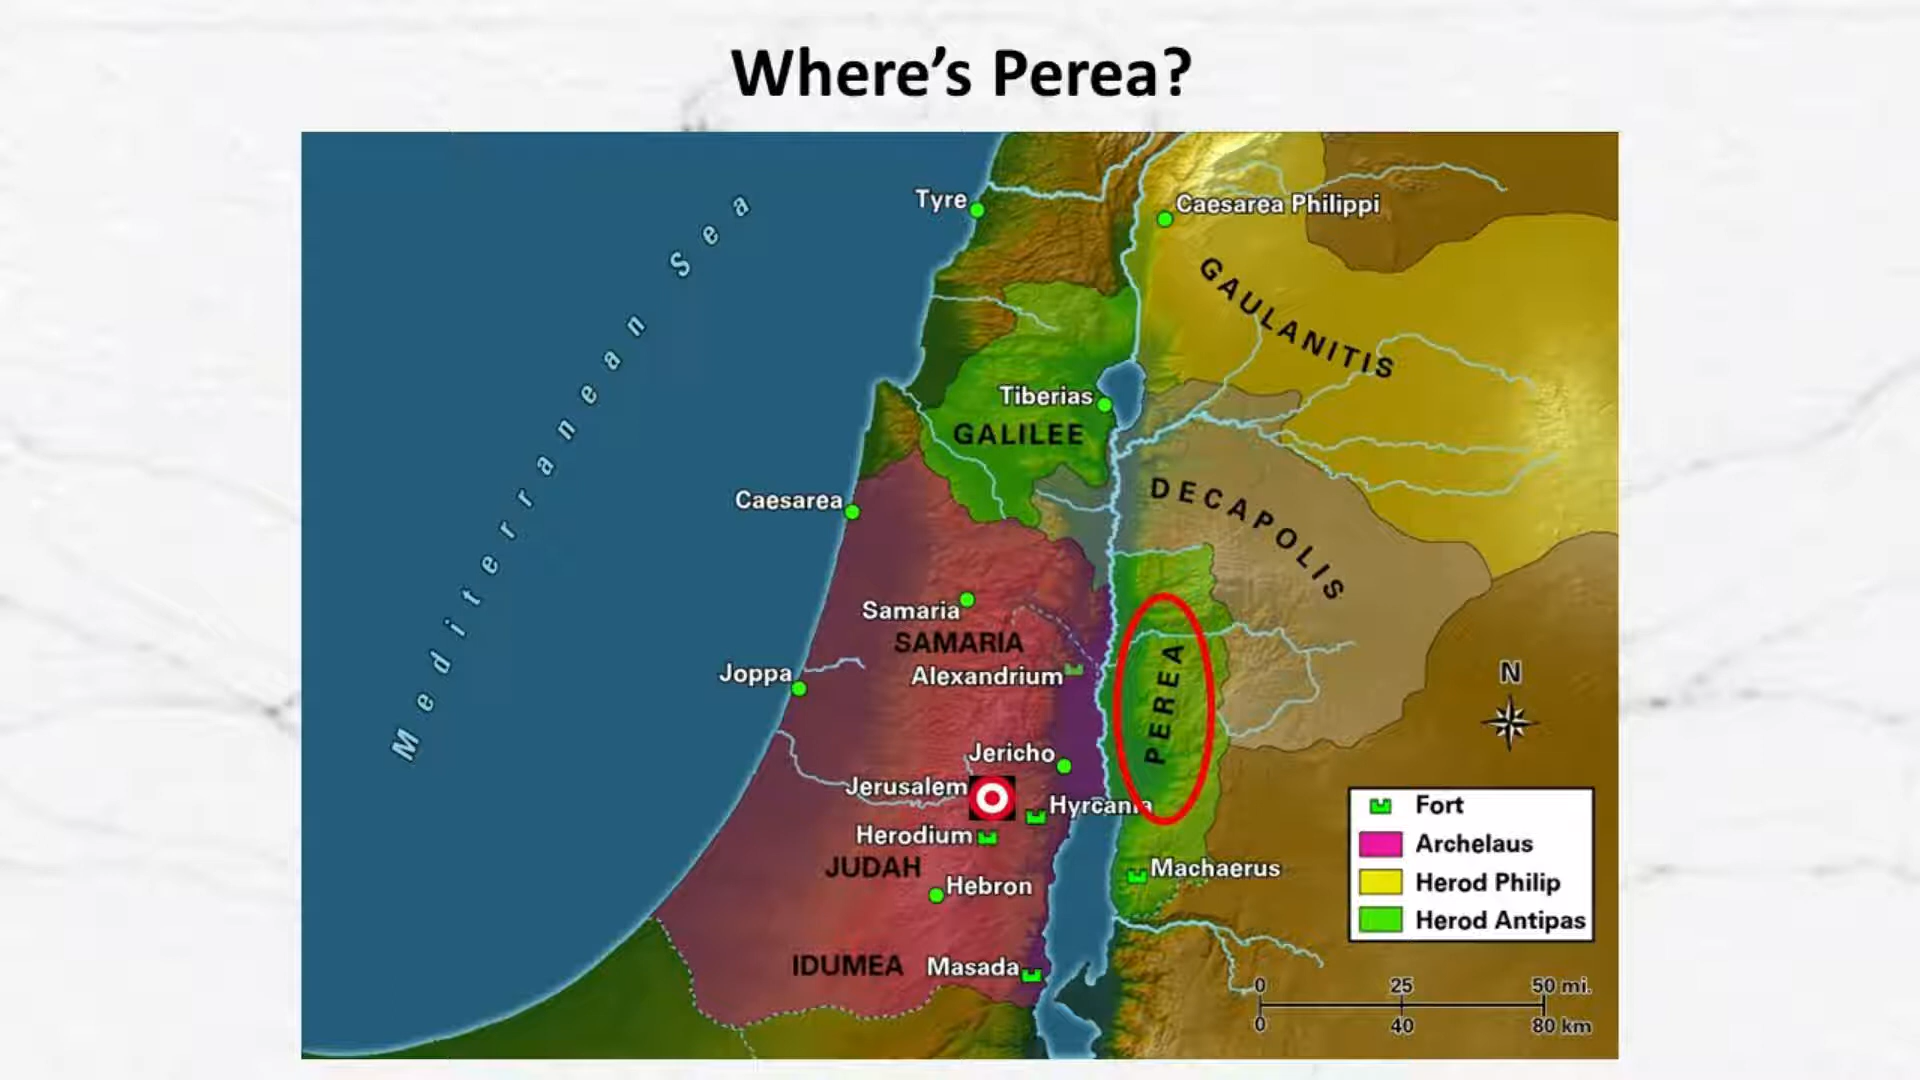 Where's Perea?
Tyre
Caesarea Philippi
Mediterranean Sea
GAULANITIS
Tiberias
GALILEE
DECAPOLIS
Caesarea
Samaria
SAMARIA
Alexandrium
Joppa
PEREA
N
Jericho
Jerusalem
Hyrcania
Herodium
JUDAH
Hebron
Machaerus
IDUMEA
Masada
Fort
Archelaus
Herod Philip
Herod Antipas
0 25 50 mi.
0 40 80 km